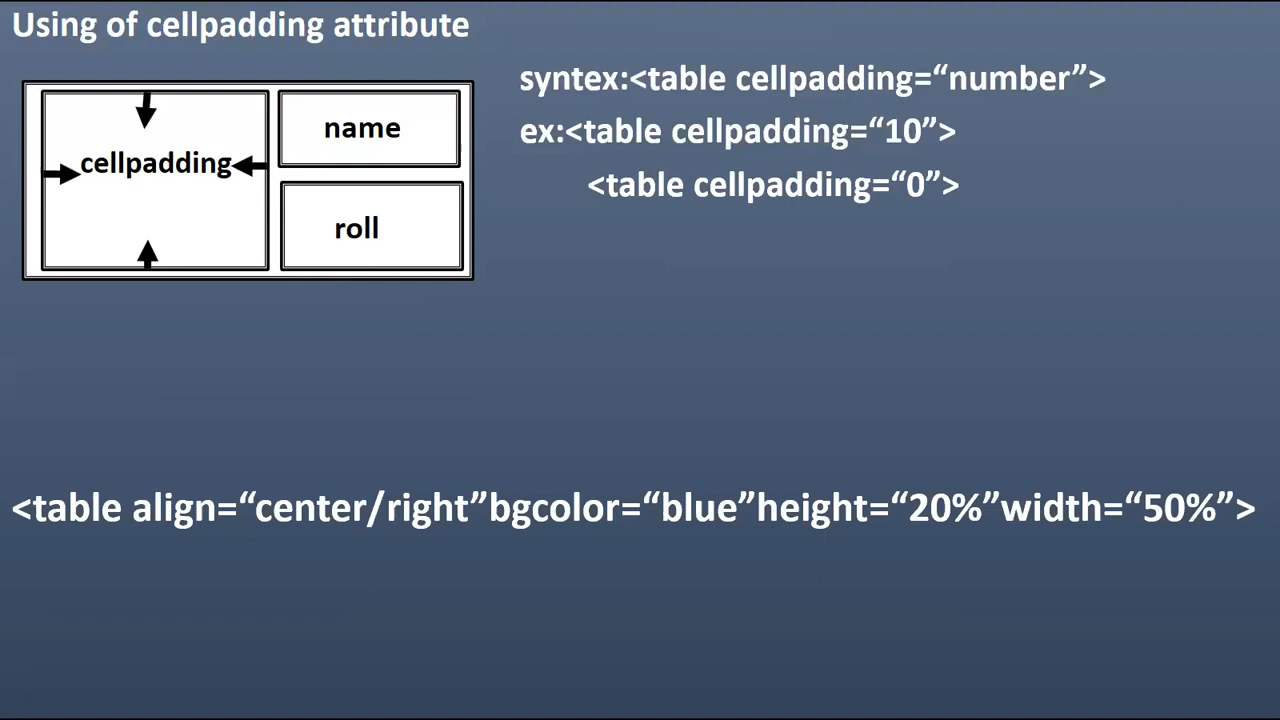 Using of cellpadding attribute
cellpadding
name
roll
syntex:<table cellpadding=“number”>
ex:<table cellpadding=“10”>
<table cellpadding=“0”>
<table align=“center/right”bgcolor=“blue”height=“20%”width=“50%”>